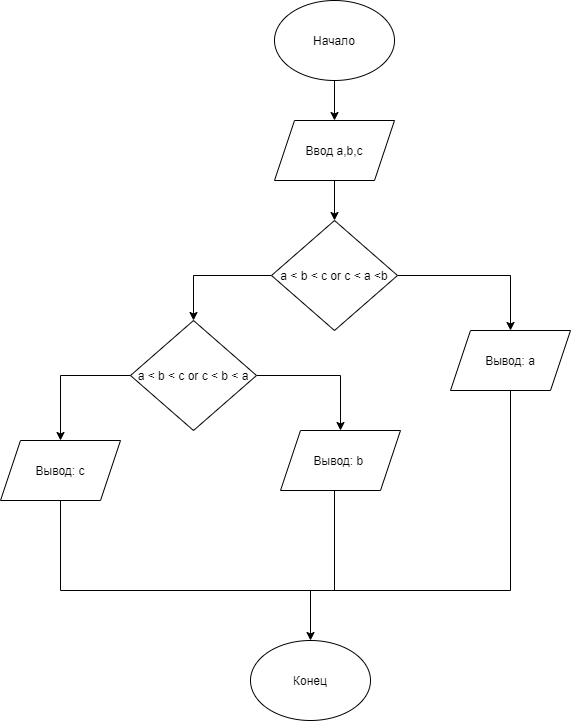 Начало
Ввод a,b,c
a < b < c or c < a <b
a < b < c or c < b < a
Вывод: a
Вывод: c
Вывод: b
Конец